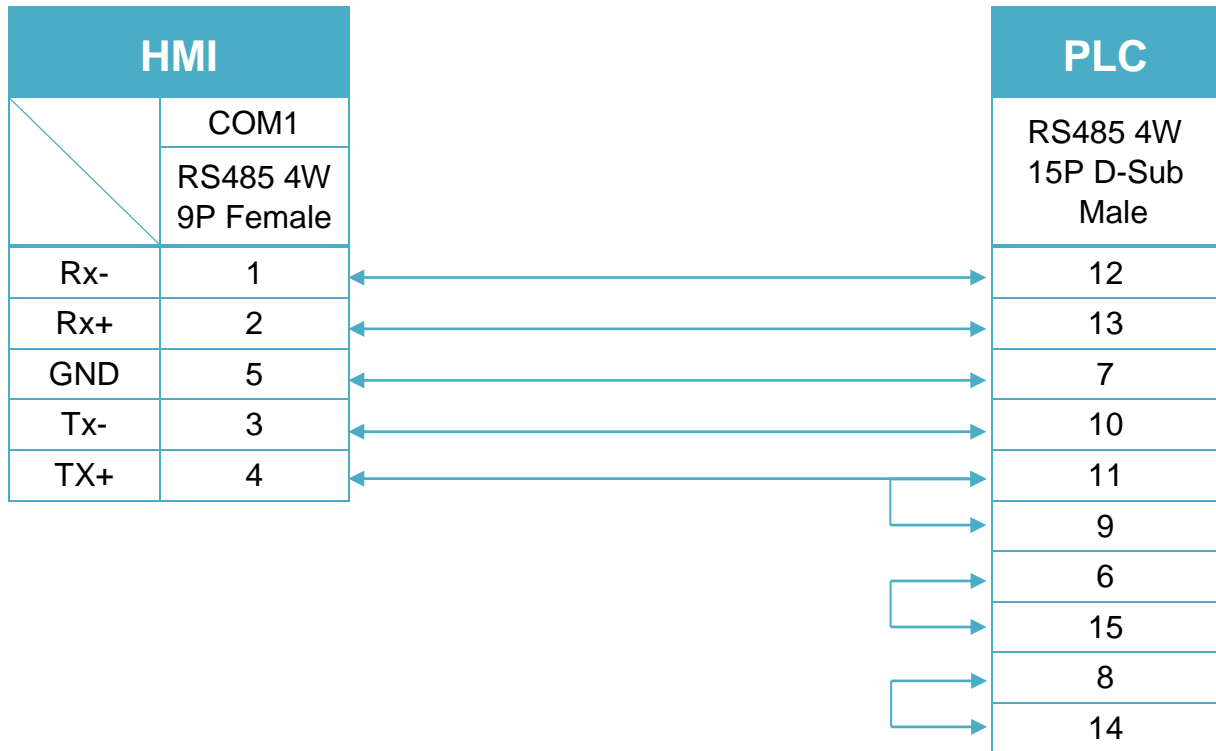 HMI
PLC
COM1
RS485 4W
9P Female
RS485 4W
15P D-Sub
Male
Rx- 1 12
Rx+ 2 13
GND 5 7
Tx- 3 10
TX+ 4 11
9
6
15
8
14